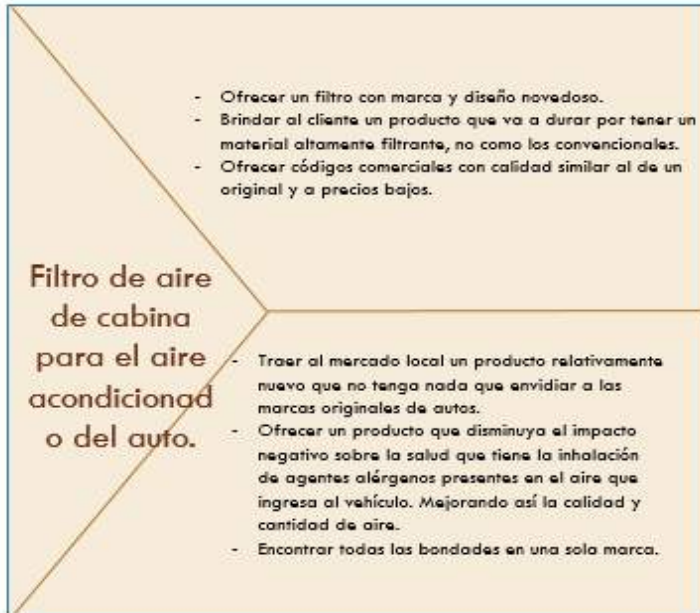 - Ofrecer un filtro con marca y diseño novedoso.
- Brindar al cliente un producto que va a durar por tener un
material altamente filtrante, no como los convencionales.
- Ofrecer códigos comerciales con calidad similar al de un
original y a precios bajos.
Filtro de aire
de cabina
para el aire
acondicionad
o del auto.
- Traer al mercado local un producto relativamente
nuevo que no tenga nada que envidiar a las
marcas originales de autos.
- Ofrecer un producto que disminuya el impacto
negativo sobre la salud que tiene la inhalación
de agentes alérgenos presentes en el aire que
ingresa al vehículo. Mejorando así la calidad y
cantidad de aire.
- Encontrar todas las bondades en una sola marca.